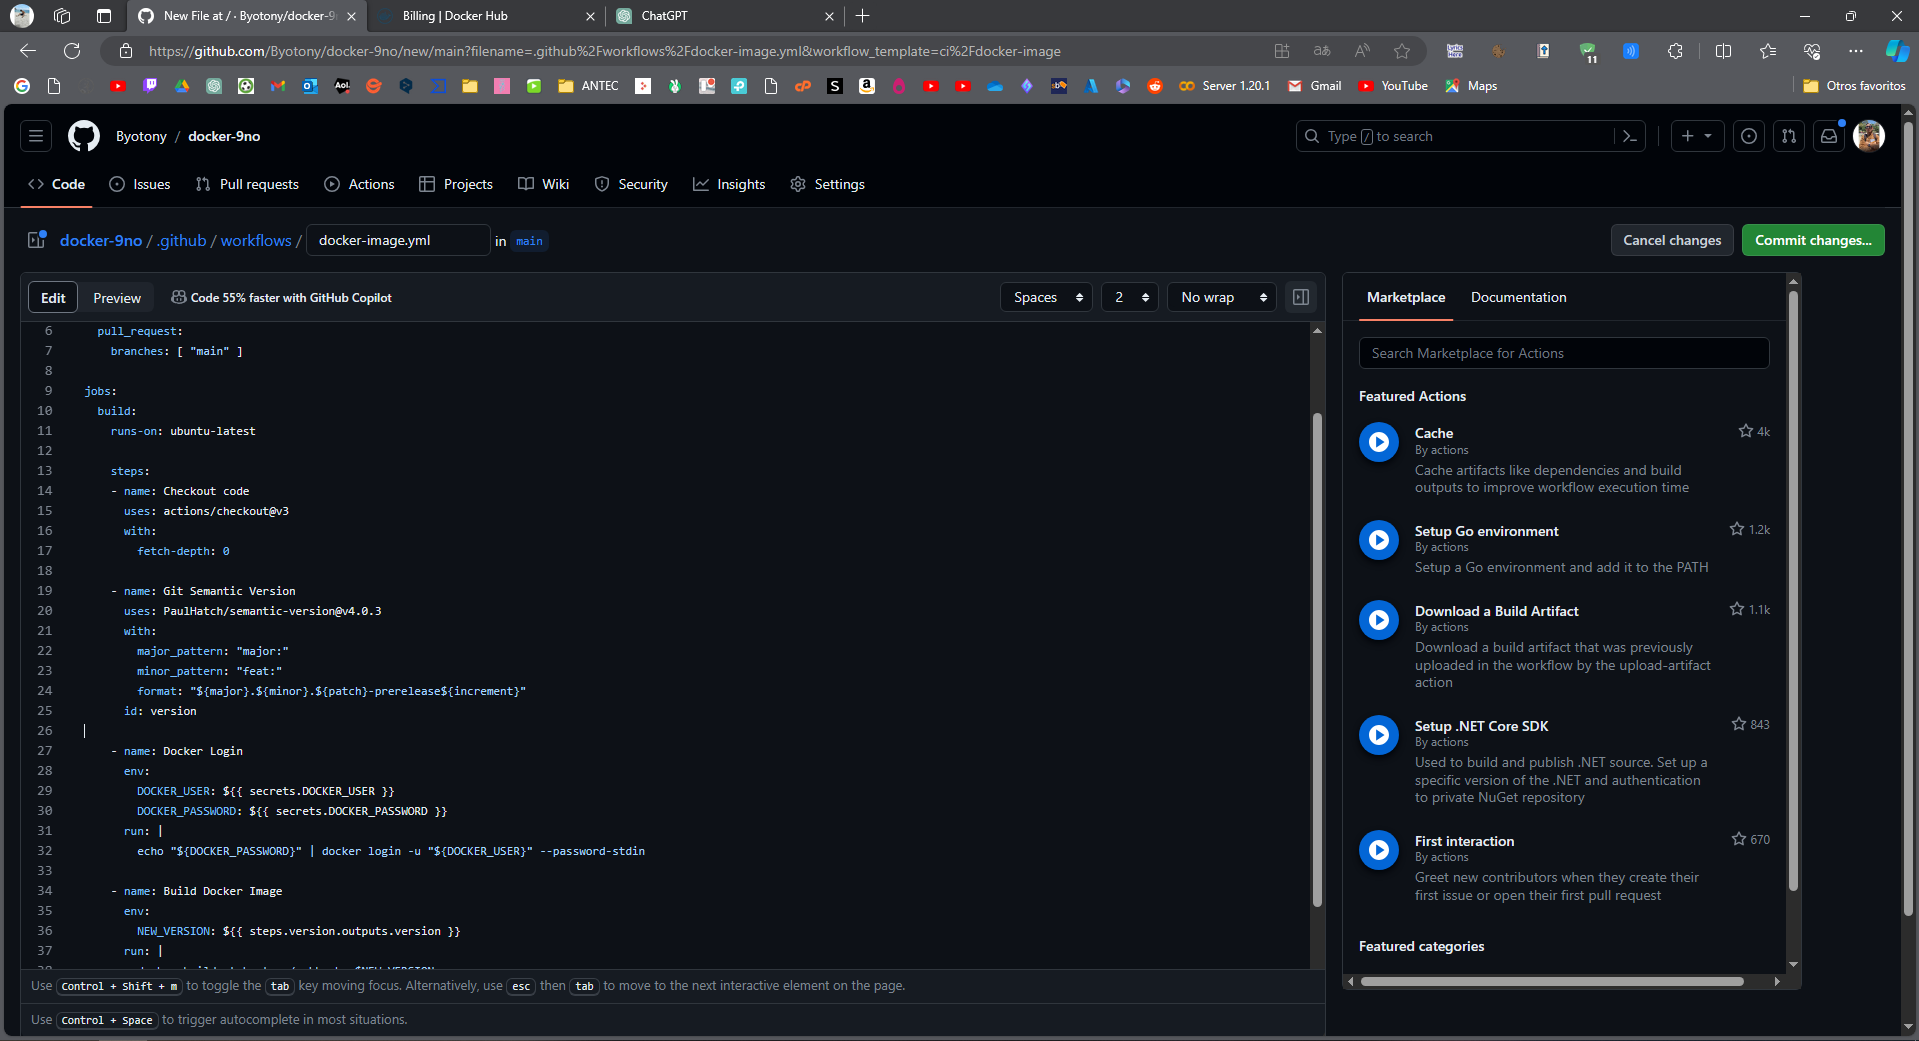 New File at / · Byotony/docker-9n
Billing | Docker Hub
ChatGPT
https://github.com/Byotony/docker-9no/new/main?filename=.github%2Fworkflows%2Fdocker-image.yml&workflow_template=ci%2Fdocker-image
11
Aol.
ANTEC
Server 1.20.1
Gmail
YouTube
Maps
Otros favoritos
Byotony / docker-9no
Type / to search
Code
Issues
Pull requests
Actions
Projects
Wiki
Security
Insights
Settings
docker-9no / .github / workflows / docker-image.yml in main
Cancel changes
Commit changes...
Edit
Preview
Code 55% faster with GitHub Copilot
Spaces
2
No wrap
6 pull_request:
7 branches: [ "main" ]
8
9 jobs:
10 build:
11 runs-on: ubuntu-latest
12
13 steps:
14 - name: Checkout code
15 uses: actions/checkout@v3
16 with:
17 fetch-depth: 0
18
19 - name: Git Semantic Version
20 uses: PaulHatch/semantic-version@v4.0.3
21 with:
22 major_pattern: "major:"
23 minor_pattern: "feat:"
24 format: "${major}.${minor}.${patch}-prerelease${increment}"
25 id: version
26
27 - name: Docker Login
28 env:
29 DOCKER_USER: ${{ secrets.DOCKER_USER }}
30 DOCKER_PASSWORD: ${{ secrets.DOCKER_PASSWORD }}
31 run: |
32 echo "${DOCKER_PASSWORD}" | docker login -u "${DOCKER_USER}" --password-stdin
33
34 - name: Build Docker Image
35 env:
36 NEW_VERSION: ${{ steps.version.outputs.version }}
37 run: |
Use Control + Shift + m to toggle the tab key moving focus. Alternatively, use esc then tab to move to the next interactive element on the page.
Use Control + Space to trigger autocomplete in most situations.
Marketplace
Documentation
Search Marketplace for Actions
Featured Actions
Cache
4k
By actions
Cache artifacts like dependencies and build
outputs to improve workflow execution time
Setup Go environment
1.2k
By actions
Setup a Go environment and add it to the PATH
Download a Build Artifact
1.1k
By actions
Download a build artifact that was previously
uploaded in the workflow by the upload-artifact
action
Setup .NET Core SDK
843
By actions
Used to build and publish .NET source. Set up a
specific version of the .NET and authentication
to private NuGet repository
First interaction
670
By actions
Greet new contributors when they create their
first issue or open their first pull request
Featured categories